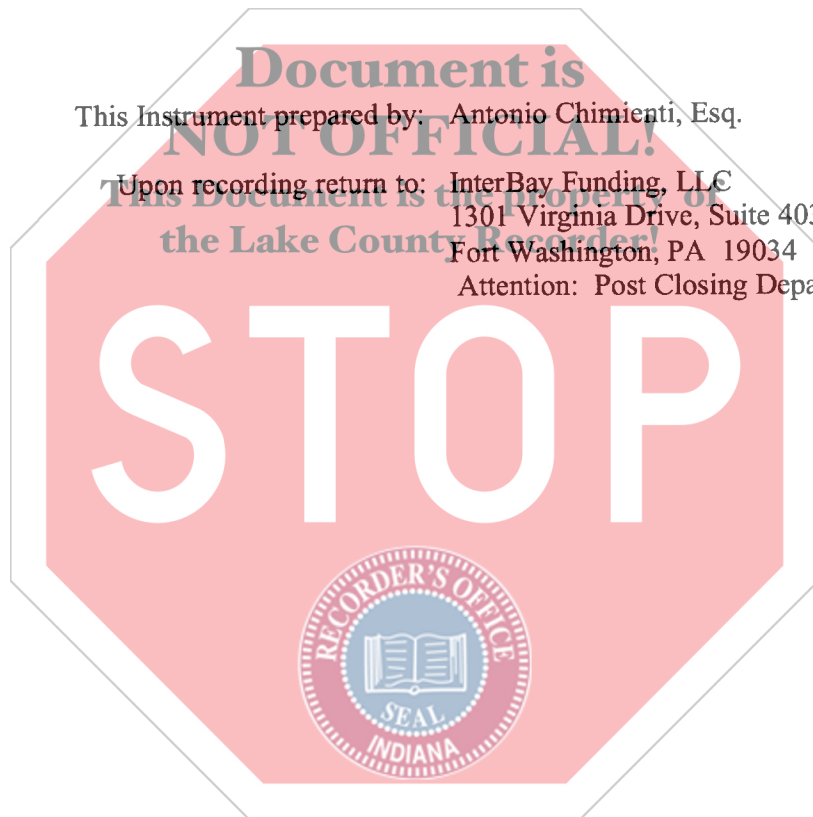 Document is
This Instrument prepared by: Antonio Chimienti, Esq.
NOT OFFICIAL!
Upon recording return to: InterBay Funding, LLC
This Document is the property of
1301 Virginia Drive, Suite 403
the Lake County Recorder!
Fort Washington, PA 19034
Attention: Post Closing Depa
STOP
RECORDER'S OFFICE
SEAL
INDIANA